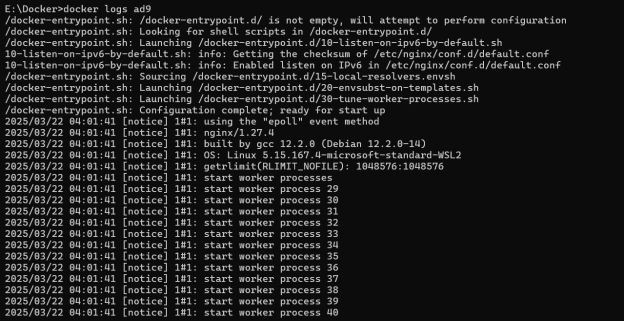 E:\Docker>docker logs ad9
/docker-entrypoint.sh: /docker-entrypoint.d/ is not empty, will attempt to perform configuration
/docker-entrypoint.sh: Looking for shell scripts in /docker-entrypoint.d/
/docker-entrypoint.sh: Launching /docker-entrypoint.d/10-listen-on-ipv6-by-default.sh
10-listen-on-ipv6-by-default.sh: info: Getting the checksum of /etc/nginx/conf.d/default.conf
10-listen-on-ipv6-by-default.sh: info: Enabled listen on IPv6 in /etc/nginx/conf.d/default.conf
/docker-entrypoint.sh: Sourcing /docker-entrypoint.d/15-local-resolvers.envsh
/docker-entrypoint.sh: Launching /docker-entrypoint.d/20-envsubst-on-templates.sh
/docker-entrypoint.sh: Launching /docker-entrypoint.d/30-tune-worker-processes.sh
/docker-entrypoint.sh: Configuration complete; ready for start up
2025/03/22 04:01:41 [notice] 1#1: using the "epoll" event method
2025/03/22 04:01:41 [notice] 1#1: nginx/1.27.4
2025/03/22 04:01:41 [notice] 1#1: built by gcc 12.2.0 (Debian 12.2.0-14)
2025/03/22 04:01:41 [notice] 1#1: OS: Linux 5.15.167.4-microsoft-standard-WSL2
2025/03/22 04:01:41 [notice] 1#1: getrlimit(RLIMIT_NOFILE): 1048576:1048576
2025/03/22 04:01:41 [notice] 1#1: start worker processes
2025/03/22 04:01:41 [notice] 1#1: start worker process 29
2025/03/22 04:01:41 [notice] 1#1: start worker process 30
2025/03/22 04:01:41 [notice] 1#1: start worker process 31
2025/03/22 04:01:41 [notice] 1#1: start worker process 32
2025/03/22 04:01:41 [notice] 1#1: start worker process 33
2025/03/22 04:01:41 [notice] 1#1: start worker process 34
2025/03/22 04:01:41 [notice] 1#1: start worker process 35
2025/03/22 04:01:41 [notice] 1#1: start worker process 36
2025/03/22 04:01:41 [notice] 1#1: start worker process 37
2025/03/22 04:01:41 [notice] 1#1: start worker process 38
2025/03/22 04:01:41 [notice] 1#1: start worker process 39
2025/03/22 04:01:41 [notice] 1#1: start worker process 40